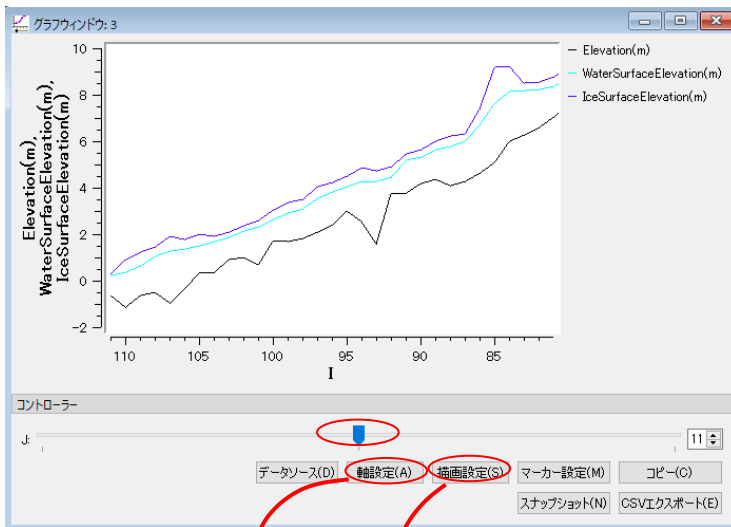 グラフウィンドウ: 3
10
8
6
4
2
0
-2
Elevation(m),
WaterSurfaceElevation(m),
IceSurfaceElevation(m)
110
105
100
95
90
85
I
Elevation(m)
WaterSurfaceElevation(m)
IceSurfaceElevation(m)
コントローラー
J:
11
データソース(D)
軸設定(A)
描画設定(S)
マーカー設定(M)
コピー(C)
スナップショット(N)
CSVエクスポート(E)